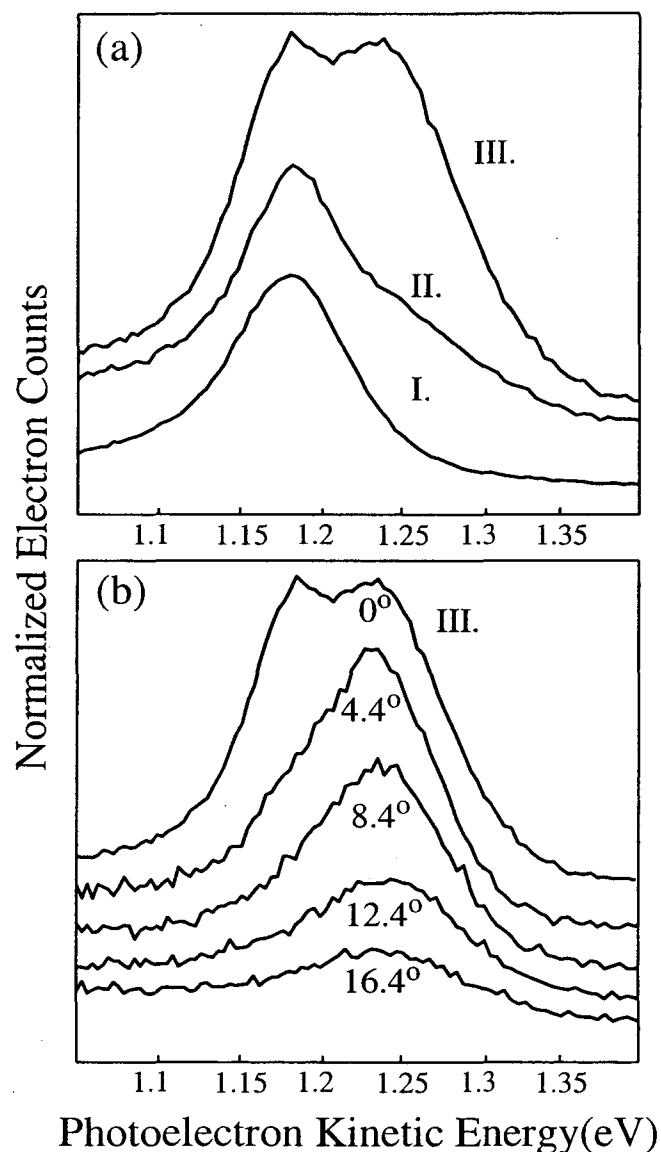 (a)
III.
II.
I.
1.1 1.15 1.2 1.25 1.3 1.35
Normalized Electron Counts
(b)
0° III.
4.4°
8.4°
12.4°
16.4°
1.1 1.15 1.2 1.25 1.3 1.35
Photoelectron Kinetic Energy(eV)